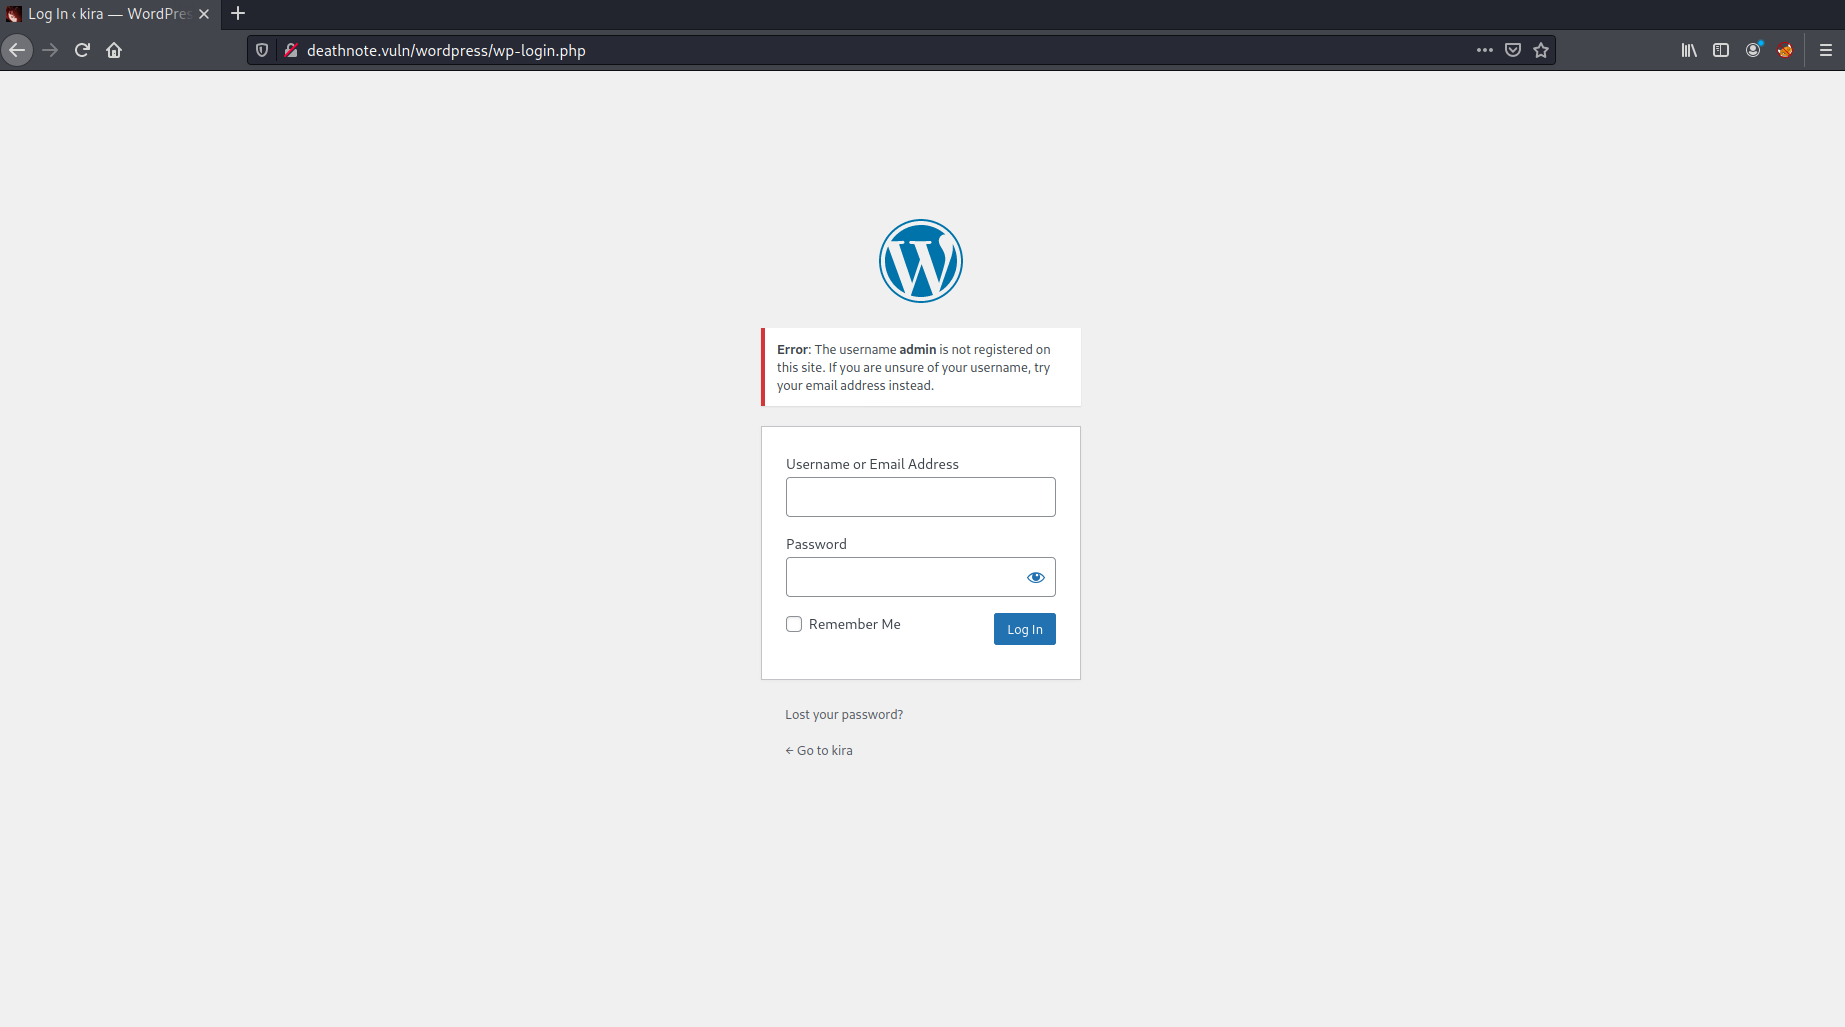 Log In ‹ kira — WordPres
deathnote.vuln/wordpress/wp-login.php
Error: The username admin is not registered on
this site. If you are unsure of your username, try
your email address instead.
Username or Email Address
Password
Remember Me
Log In
Lost your password?
← Go to kira